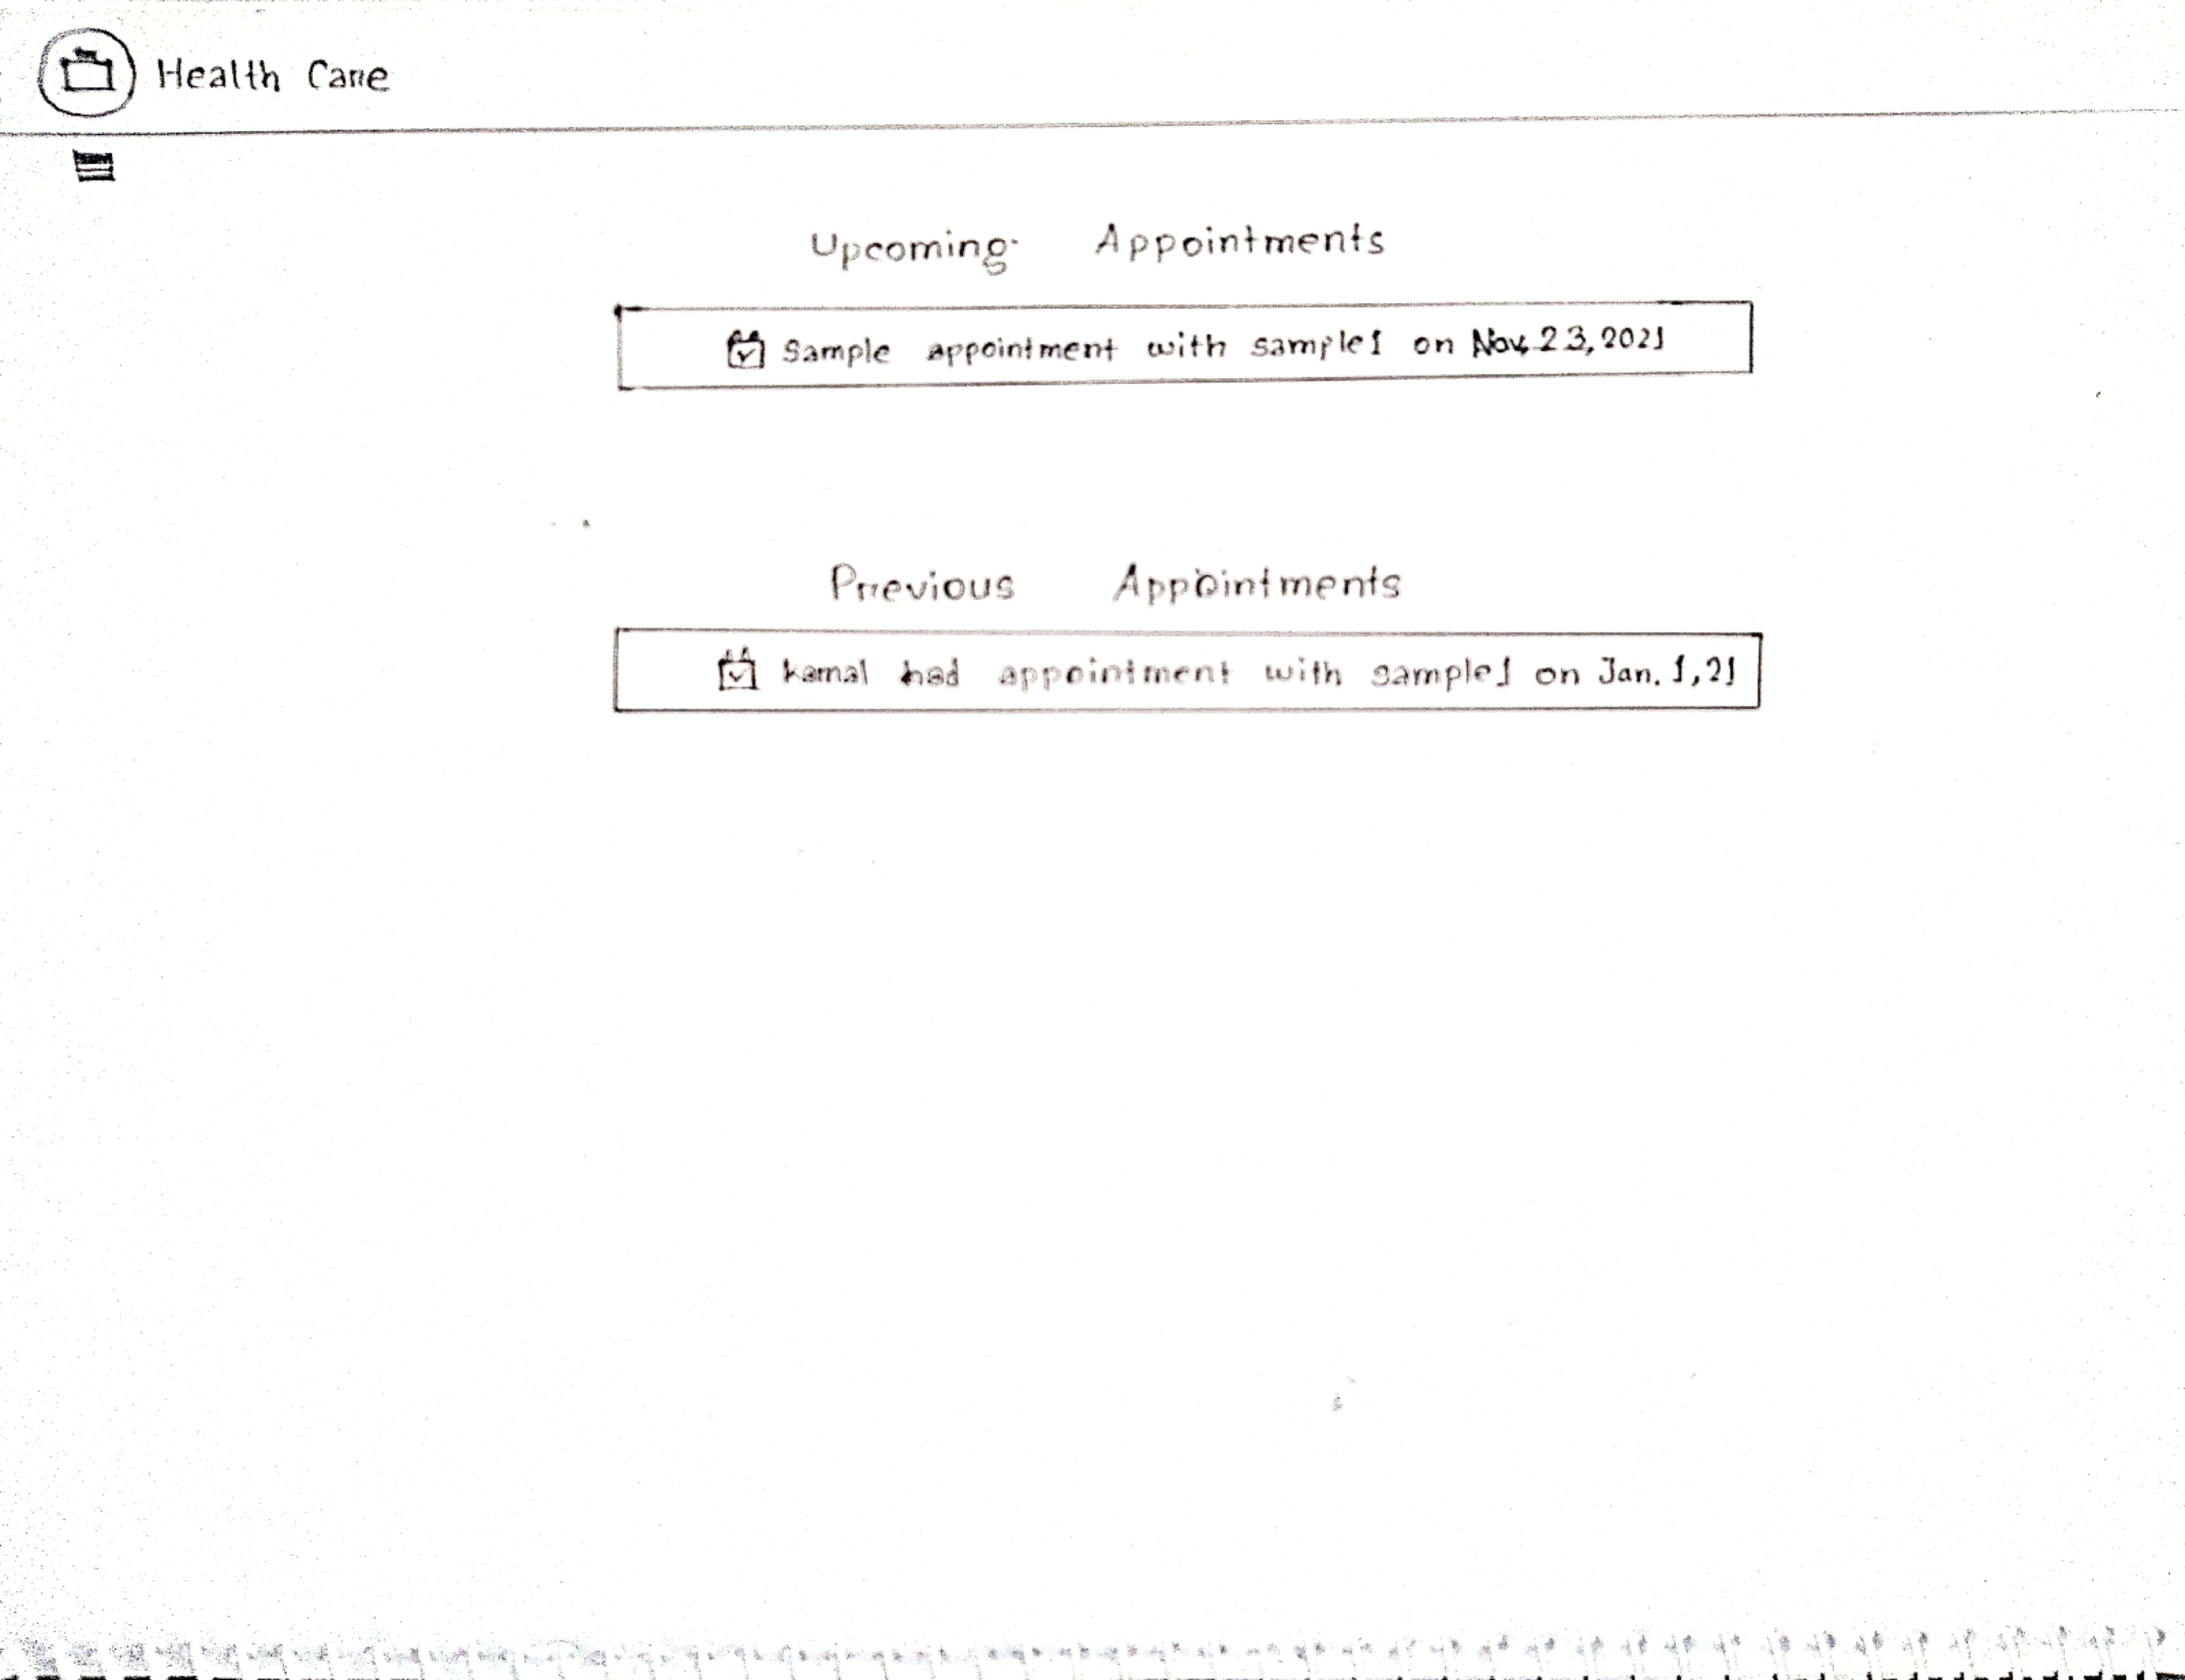 Health Care
Upcoming Appointments
Sample appointment with sample1 on Nov. 23, 2021
Previous Appointments
kamal had appointment with sample1 on Jan. 1, 21